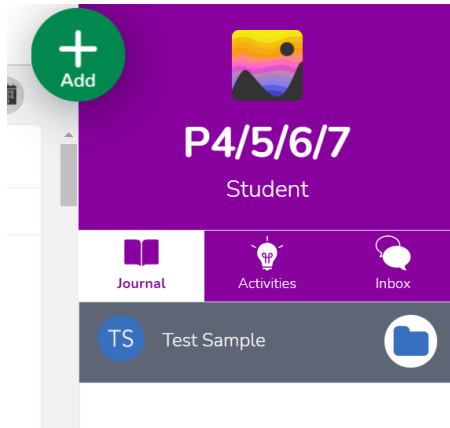 Add
P4/5/6/7
Student
Journal Activities Inbox
TS Test Sample